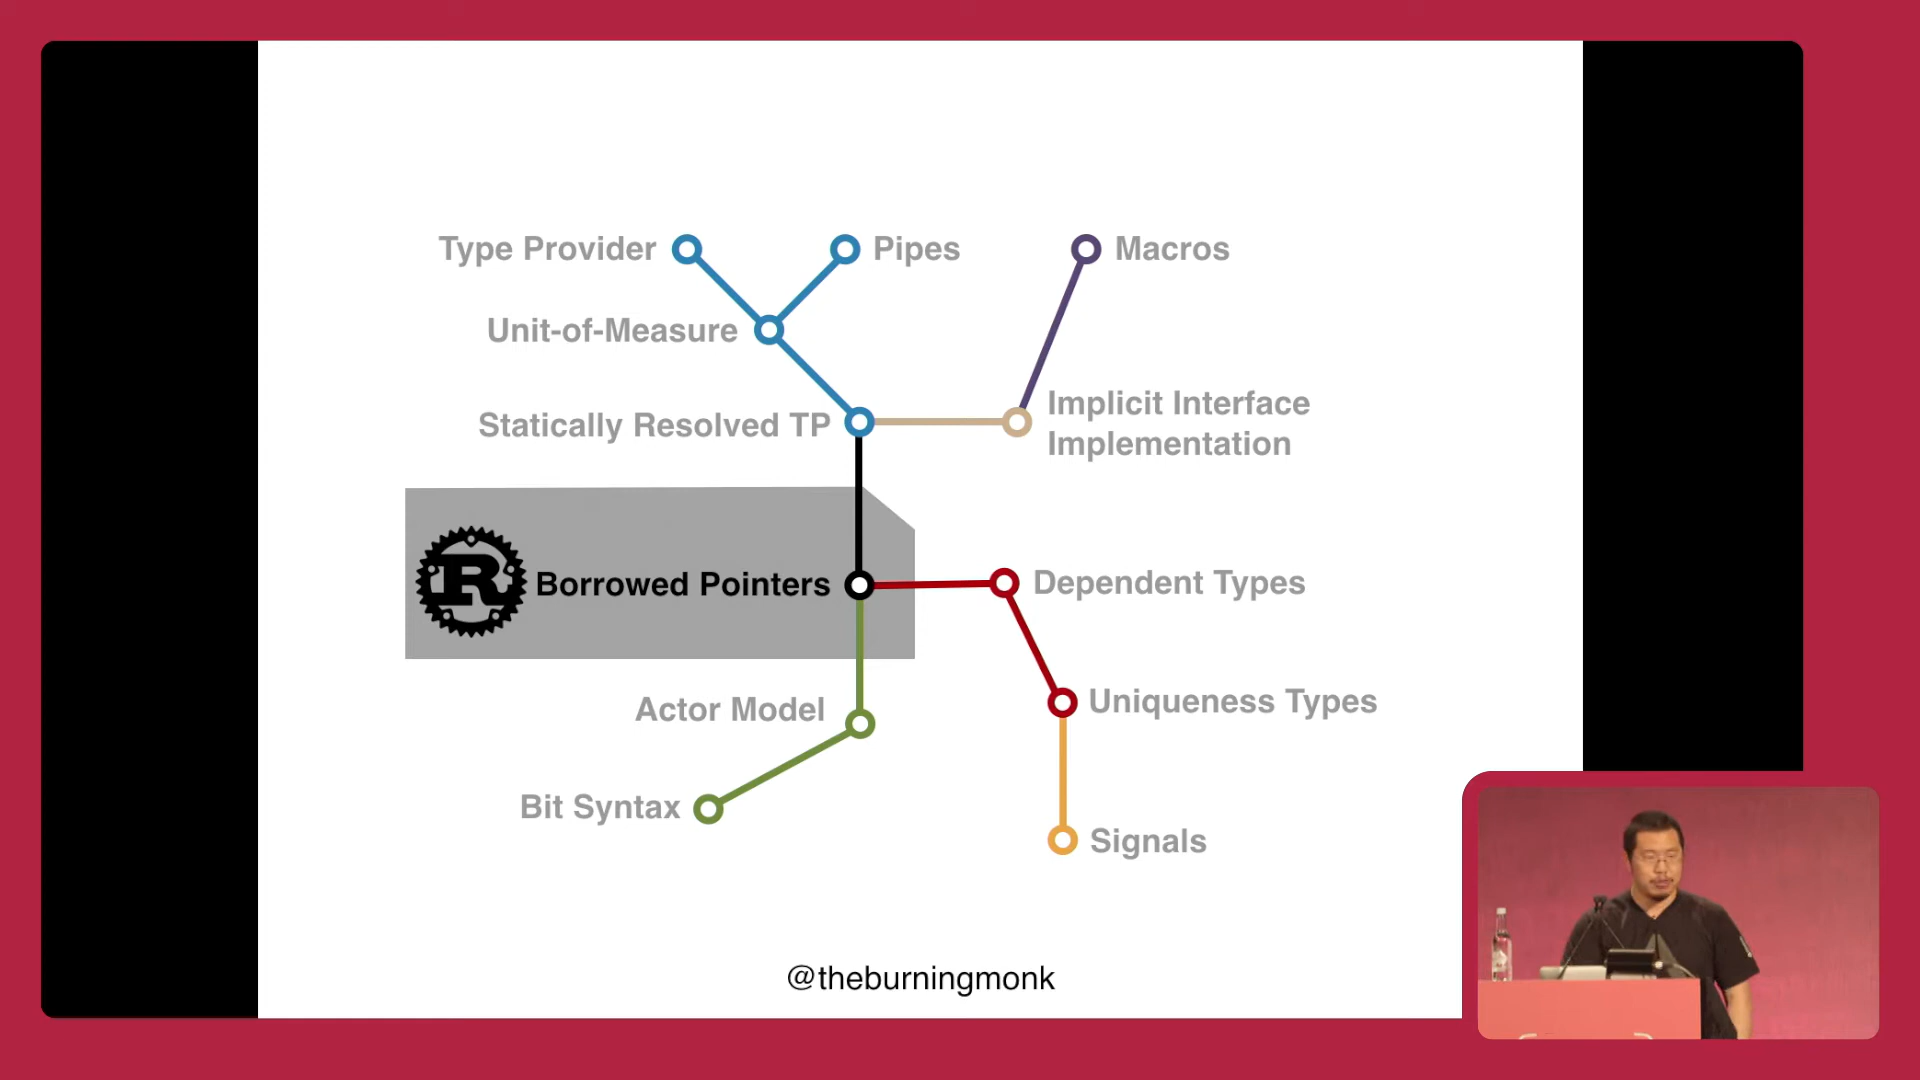 Type Provider
Pipes
Macros
Unit-of-Measure
Statically Resolved TP
Implicit Interface
Implementation
R
Borrowed Pointers
Dependent Types
Actor Model
Uniqueness Types
Bit Syntax
Signals
@theburningmonk